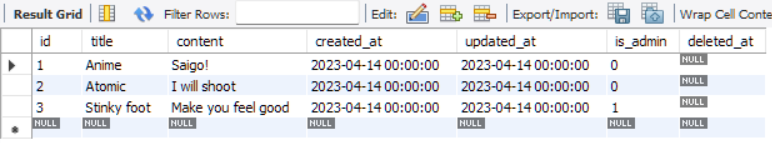 Result Grid Filter Rows: Edit: Export/Import: Wrap Cell Conte
id title content created_at updated_at is_admin deleted_at
1 Anime Saigo! 2023-04-14 00:00:00 2023-04-14 00:00:00 0 NULL
2 Atomic I will shoot 2023-04-14 00:00:00 2023-04-14 00:00:00 0 NULL
3 Stinky foot Make you feel good 2023-04-14 00:00:00 2023-04-14 00:00:00 1 NULL
NULL NULL NULL NULL NULL NULL NULL